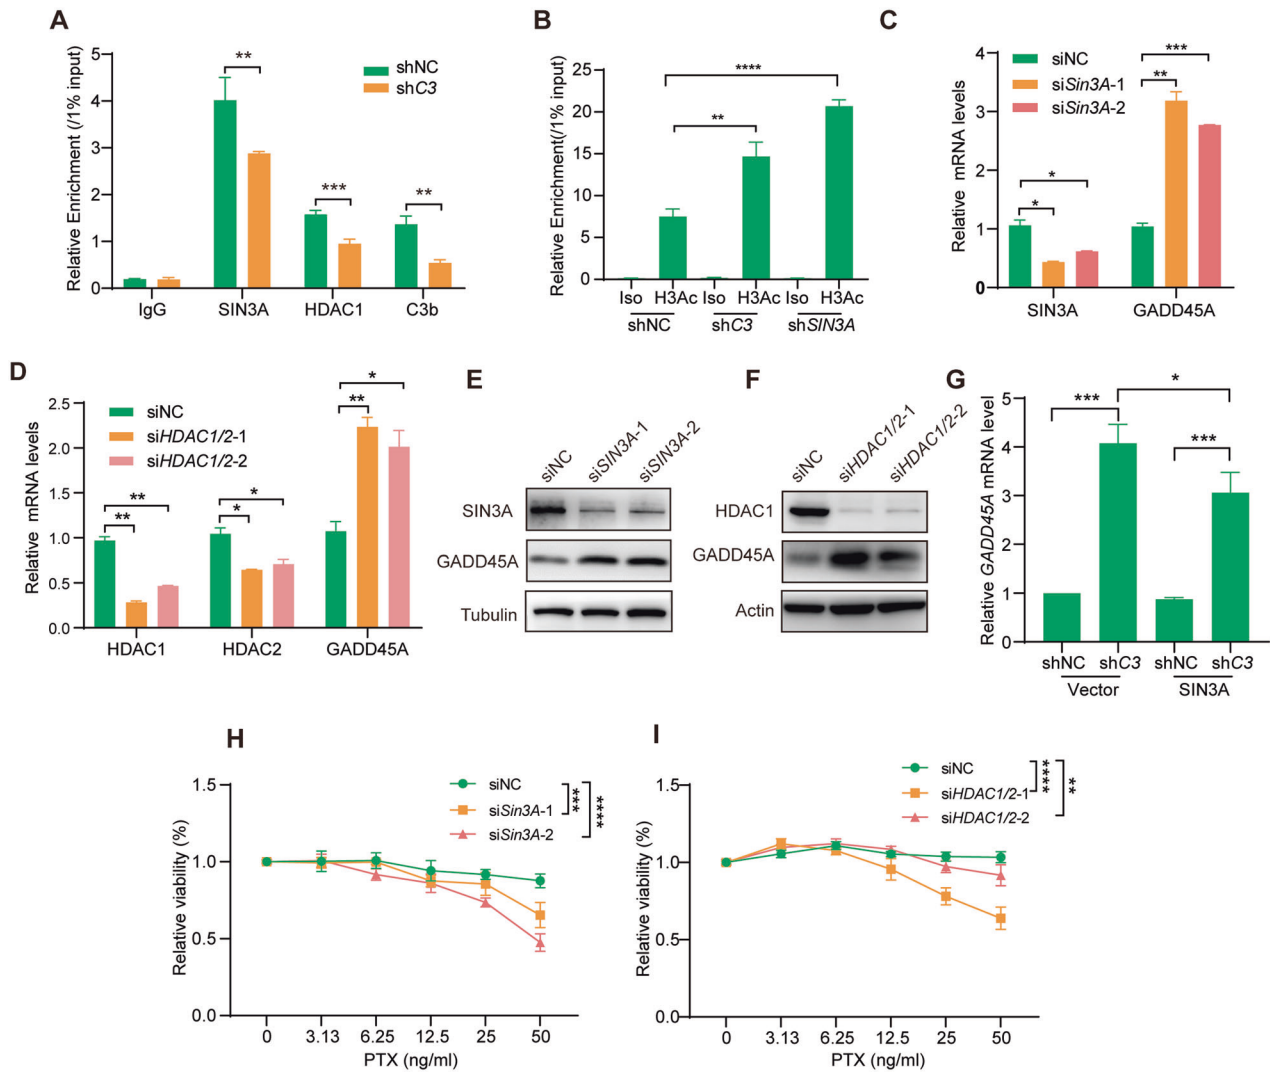 A
Relative Enrichment (/1% input)
5
4
3
2
1
0
**
***
**
shNC
shC3
IgG
SIN3A
HDAC1
C3b
B
Relative Enrichment(/1% input)
25
20
15
10
5
0
****
**
Iso
H3Ac
Iso
H3Ac
Iso
H3Ac
shNC
shC3
shSIN3A
C
Relative mRNA levels
4
3
2
1
0
siNC
siSin3A-1
siSin3A-2
*
*
**
***
SIN3A
GADD45A
D
Relative mRNA levels
2.5
2.0
1.5
1.0
0.5
0.0
siNC
siHDAC1/2-1
siHDAC1/2-2
**
**
*
*
**
*
HDAC1
HDAC2
GADD45A
E
siNC
siSIN3A-1
siSIN3A-2
SIN3A
GADD45A
Tubulin
F
siNC
siHDAC1/2-1
siHDAC1/2-2
HDAC1
GADD45A
Actin
G
Relative GADD45A mRNA level
5
4
3
2
1
0
***
*
***
shNC
shC3
shNC
shC3
Vector
SIN3A
H
Relative viability (%)
1.5
1.0
0.5
0.0
siNC
siSin3A-1
siSin3A-2
***
****
0
3.13
6.25
12.5
25
50
PTX (ng/ml)
I
Relative viability (%)
1.5
1.0
0.5
0.0
siNC
siHDAC1/2-1
siHDAC1/2-2
****
**
0
3.13
6.25
12.5
25
50
PTX (ng/ml)